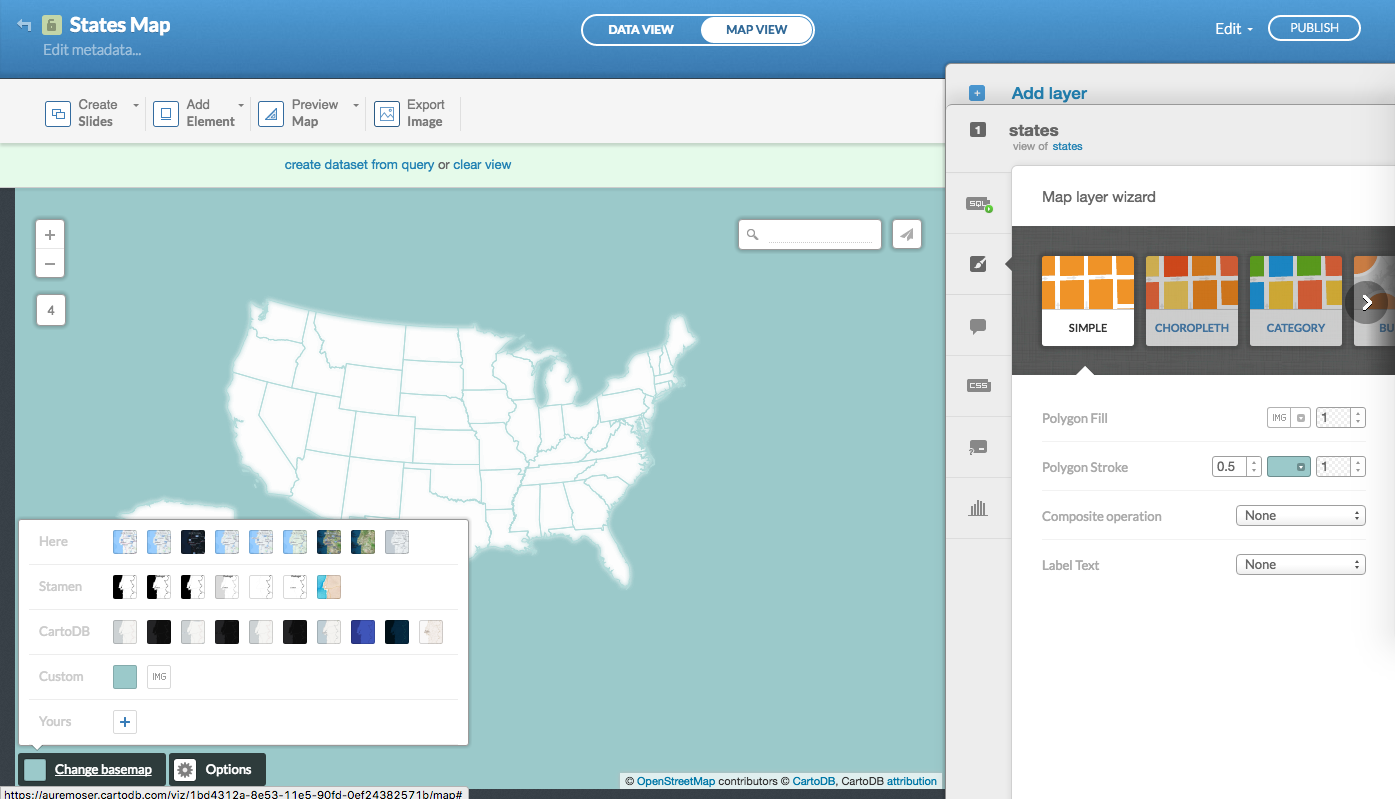 States Map
Edit metadata...
DATA VIEW
MAP VIEW
Edit
PUBLISH
Create
Slides
Add
Element
Preview
Map
Export
Image
create dataset from query or clear view
+
−
4
Add layer
1
states
view of states
SQL
CSS
Map layer wizard
SIMPLE
CHOROPLETH
CATEGORY
BU
Polygon Fill
IMG
1
Polygon Stroke
0.5
1
Composite operation
None
Label Text
None
Here
Stamen
CartoDB
Custom
IMG
Yours
+
Change basemap
Options
© OpenStreetMap contributors © CartoDB, CartoDB attribution
https://auremoser.cartodb.com/viz/1bd4312a-8e53-11e5-90fd-0ef24382571b/map#